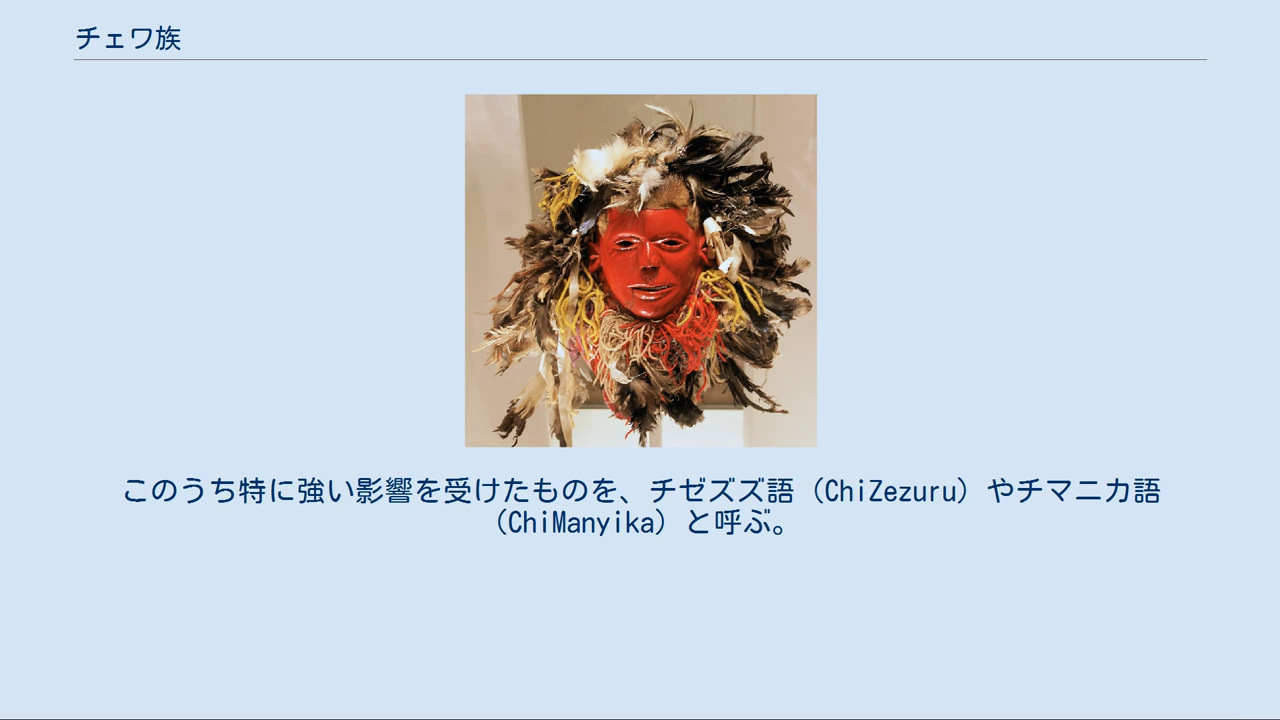 チェワ族
このうち特に強い影響を受けたものを、チゼズズ語（ChiZezuru）やチマニカ語
（ChiManyika）と呼ぶ。